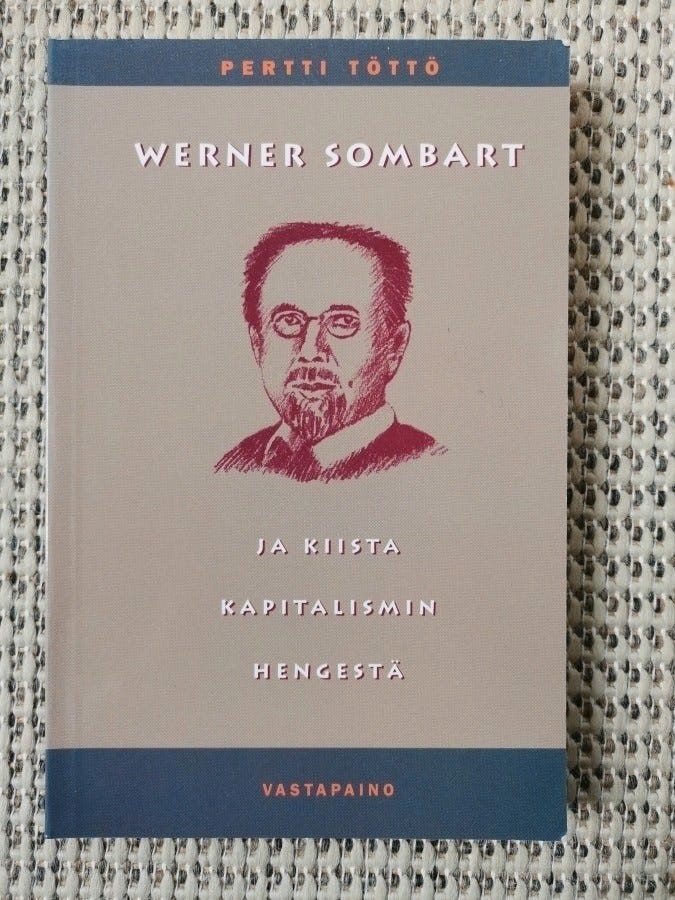 PERTTI TÖTTÖ
WERNER SOMBART
JA KIISTA
KAPITALISMIN
HENGESTÄ
VASTAPAINO